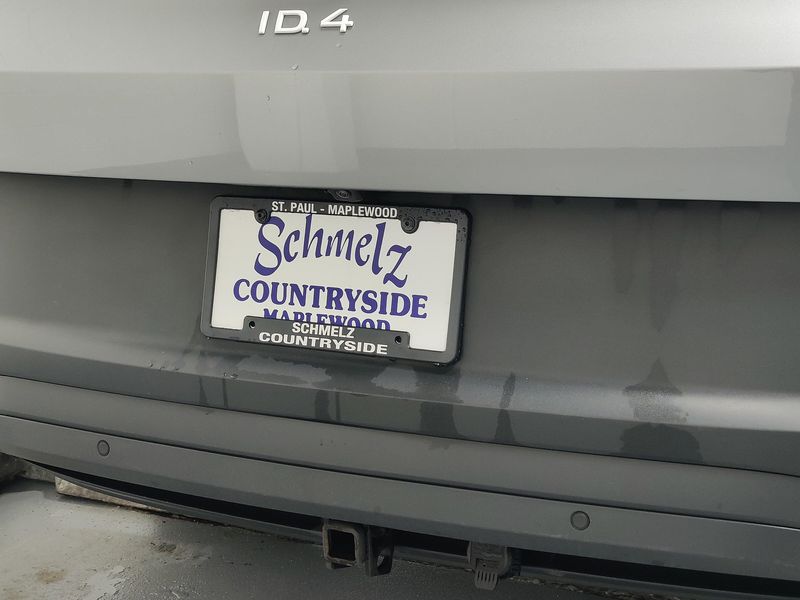 ID.4
ST. PAUL - MAPLEWOOD
Schmelz
COUNTRYSIDE
MAPLEWOOD
SCHMELZ
COUNTRYSIDE